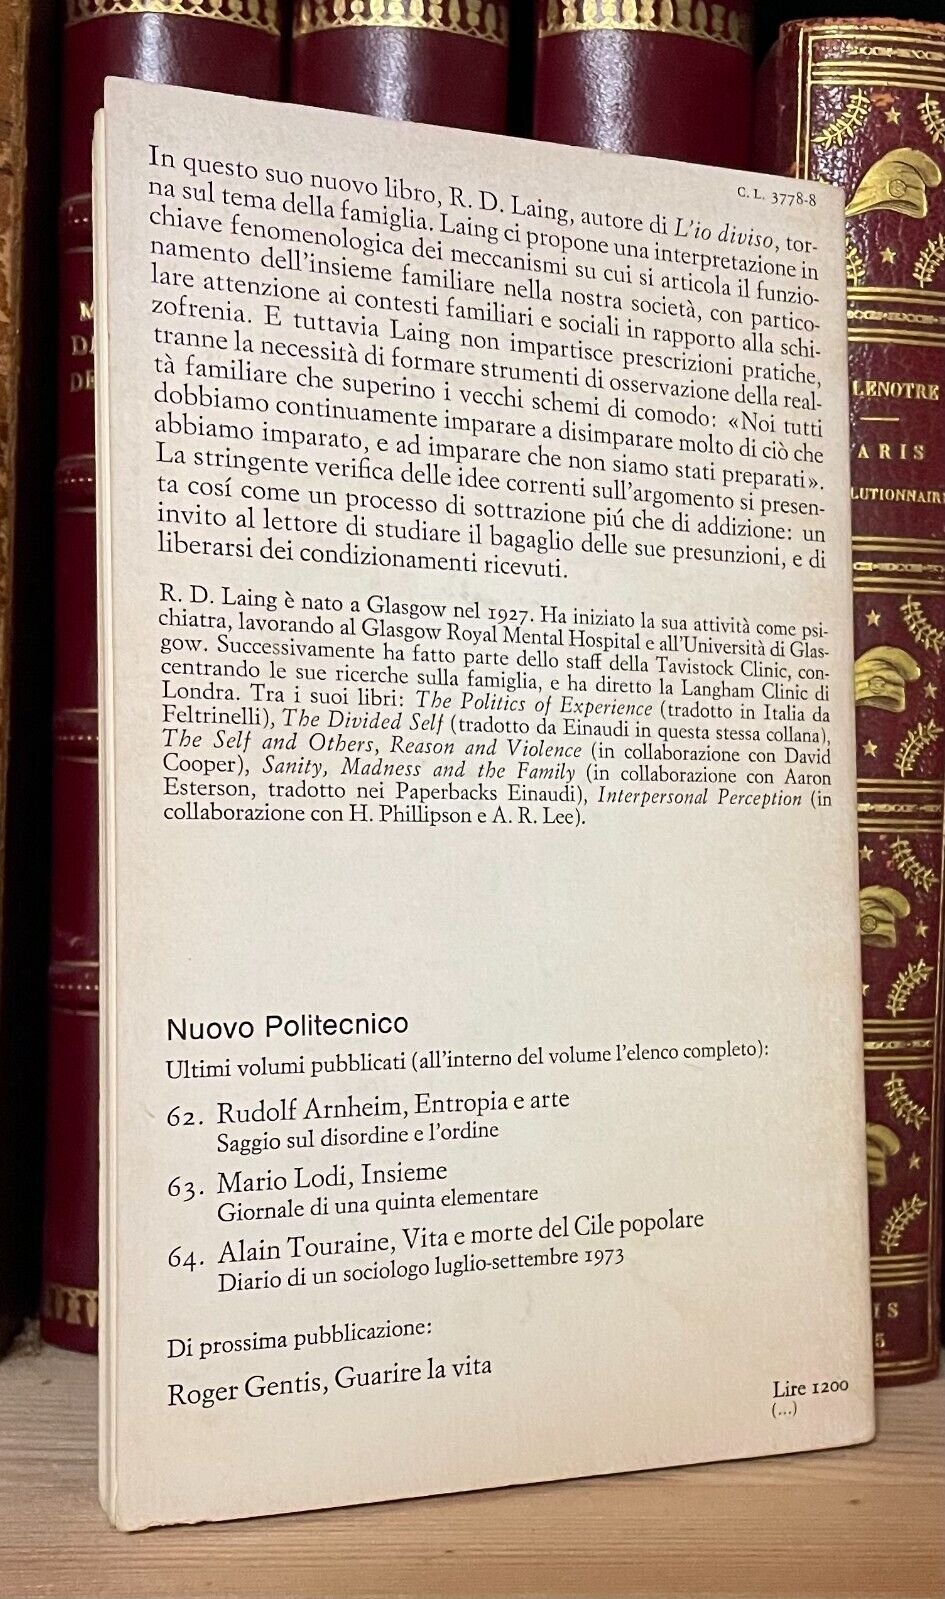 C. L. 3778-8
In questo suo nuovo libro, R. D. Laing, autore di L'io diviso, tor-
na sul tema della famiglia. Laing ci propone una interpretazione in
chiave fenomenologica dei meccanismi su cui si articola il funzio-
namento dell'insieme familiare nella nostra società, con partico-
lare attenzione ai contesti familiari e sociali in rapporto alla schi-
zofrenia. E tuttavia Laing non impartisce prescrizioni pratiche,
tranne la necessità di formare strumenti di osservazione della real-
tà familiare che superino i vecchi schemi di comodo: «Noi tutti
dobbiamo continuamente imparare a disimparare molto di ciò che
abbiamo imparato, e ad imparare che non siamo stati preparati».
La stringente verifica delle idee correnti sull'argomento si presen-
ta cosí come un processo di sottrazione piú che di addizione: un
invito al lettore di studiare il bagaglio delle sue presunzioni, e di
liberarsi dei condizionamenti ricevuti.
R. D. Laing è nato a Glasgow nel 1927. Ha iniziato la sua attività come psi-
chiatra, lavorando al Glasgow Royal Mental Hospital e all'Università di Glas-
gow. Successivamente ha fatto parte dello staff della Tavistock Clinic, con-
centrando le sue ricerche sulla famiglia, e ha diretto la Langham Clinic di
Londra. Tra i suoi libri: The Politics of Experience (tradotto in Italia da
Feltrinelli), The Divided Self (tradotto da Einaudi in questa stessa collana),
The Self and Others, Reason and Violence (in collaborazione con David
Cooper), Sanity, Madness and the Family (in collaborazione con Aaron
Esterson, tradotto nei Paperbacks Einaudi), Interpersonal Perception (in
collaborazione con H. Phillipson e A. R. Lee).
Nuovo Politecnico
Ultimi volumi pubblicati (all'interno del volume l'elenco completo):
62. Rudolf Arnheim, Entropia e arte
Saggio sul disordine e l'ordine
63. Mario Lodi, Insieme
Giornale di una quinta elementare
64. Alain Touraine, Vita e morte del Cile popolare
Diario di un sociologo luglio-settembre 1973
Di prossima pubblicazione:
Roger Gentis, Guarire la vita
Lire 1200
(...)
LENOTRE
ARIS
LUTIONNAIR